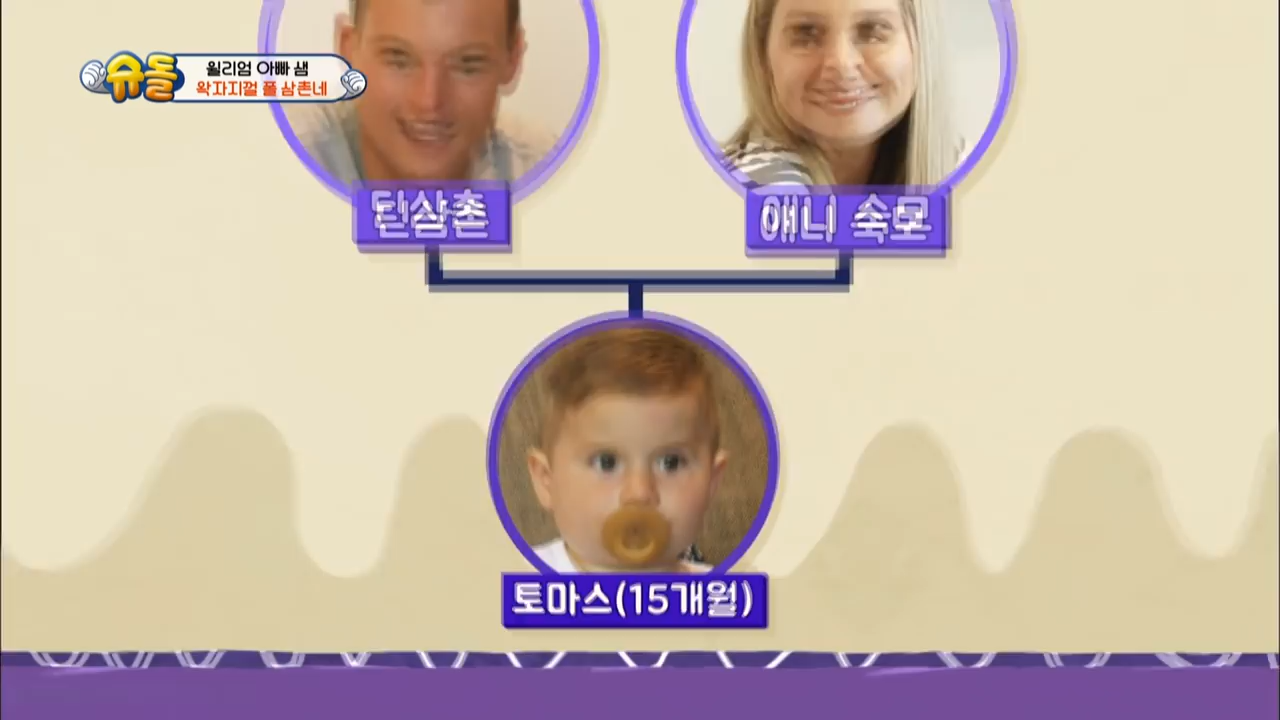 슈돌
윌리엄 아빠 샘
왁자지껄 폴 삼촌네
딘삼촌
애니 숙모
토마스(15개월)